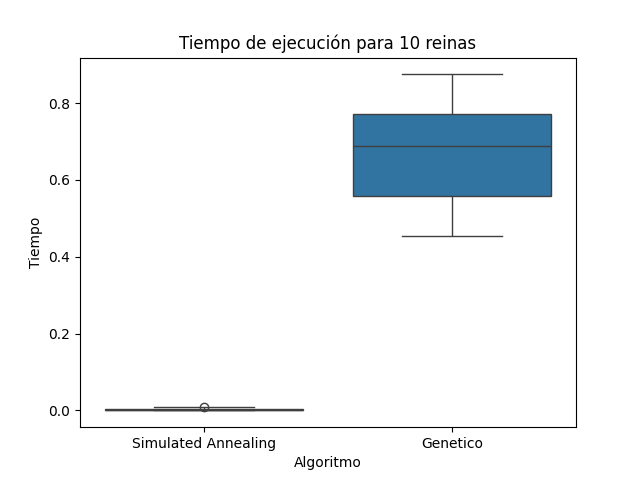 Tiempo de ejecución para 10 reinas
0.8
0.6
0.4
0.2
0.0
Tiempo
Simulated Annealing
Genetico
Algoritmo